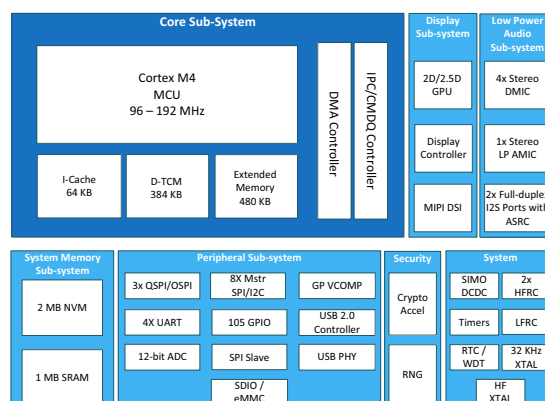 Core Sub-System
Cortex M4
MCU
96 – 192 MHz
I-Cache
64 KB
D-TCM
384 KB
Extended
Memory
480 KB
DMA Controller
IPC/CMDQ Controller
Display
Sub-system
2D/2.5D
GPU
Display
Controller
MIPI DSI
Low Power
Audio
Sub-system
4x Stereo
DMIC
1x Stereo
LP AMIC
2x Full-duple
I2S Ports with
ASRC
System Memory
Sub-system
2 MB NVM
1 MB SRAM
Peripheral Sub-system
3x QSPI/OSPI
8X Mstr
SPI/I2C
GP VCOMP
4X UART
105 GPIO
USB 2.0
Controller
12-bit ADC
SPI Slave
USB PHY
SDIO /
eMMC
Security
Crypto
Accel
RNG
System
SIMO
DCDC
2x
HFRC
Timers
LFRC
RTC /
WDT
32 KHz
XTAL
HF
XTAL